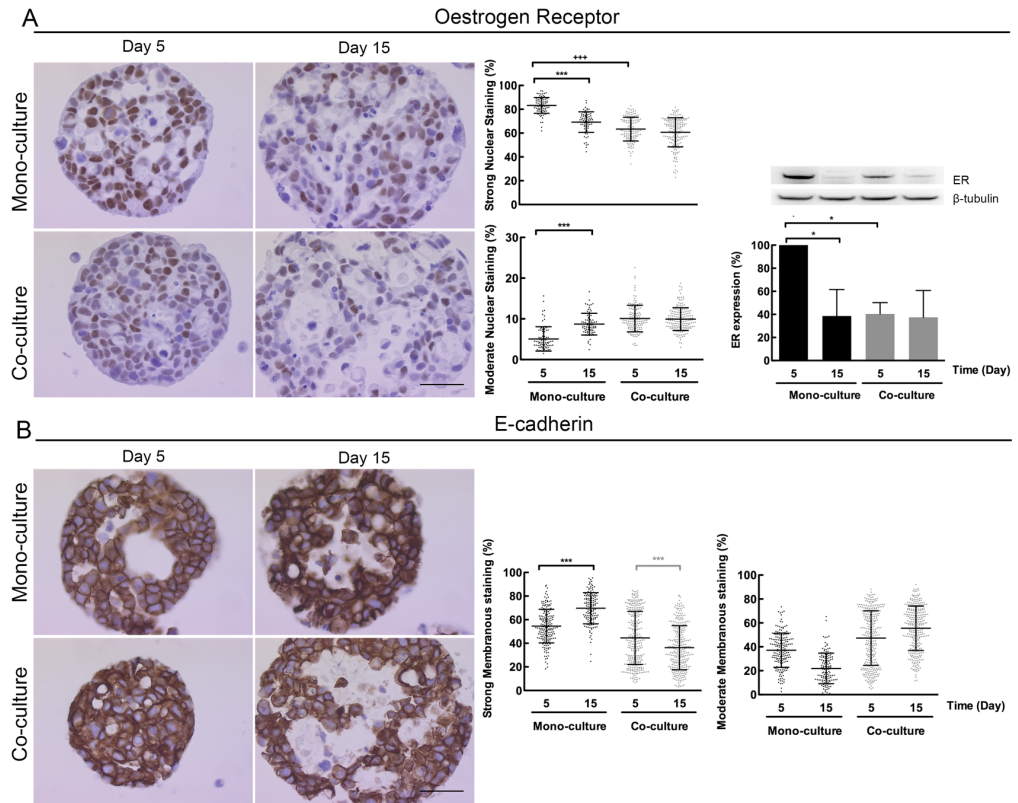 A
Oestrogen Receptor
Day 5
Day 15
Mono-culture
Co-culture
Strong Nuclear Staining (%)
100
80
60
40
20
0
+++
***
Moderate Nuclear Staining (%)
30
20
10
0
***
5 15 5 15
Mono-culture Co-culture
ER
β-tubulin
ER expression (%)
100
80
60
40
20
0
*
*
5 15 5 15
Time (Day)
Mono-culture Co-culture
B
E-cadherin
Day 5
Day 15
Mono-culture
Co-culture
Strong Membranous staining (%)
100
80
60
40
20
0
***
***
5 15 5 15
Mono-culture Co-culture
Moderate Membranous staining (%)
100
80
60
40
20
0
5 15 5 15
Time (Day)
Mono-culture Co-culture